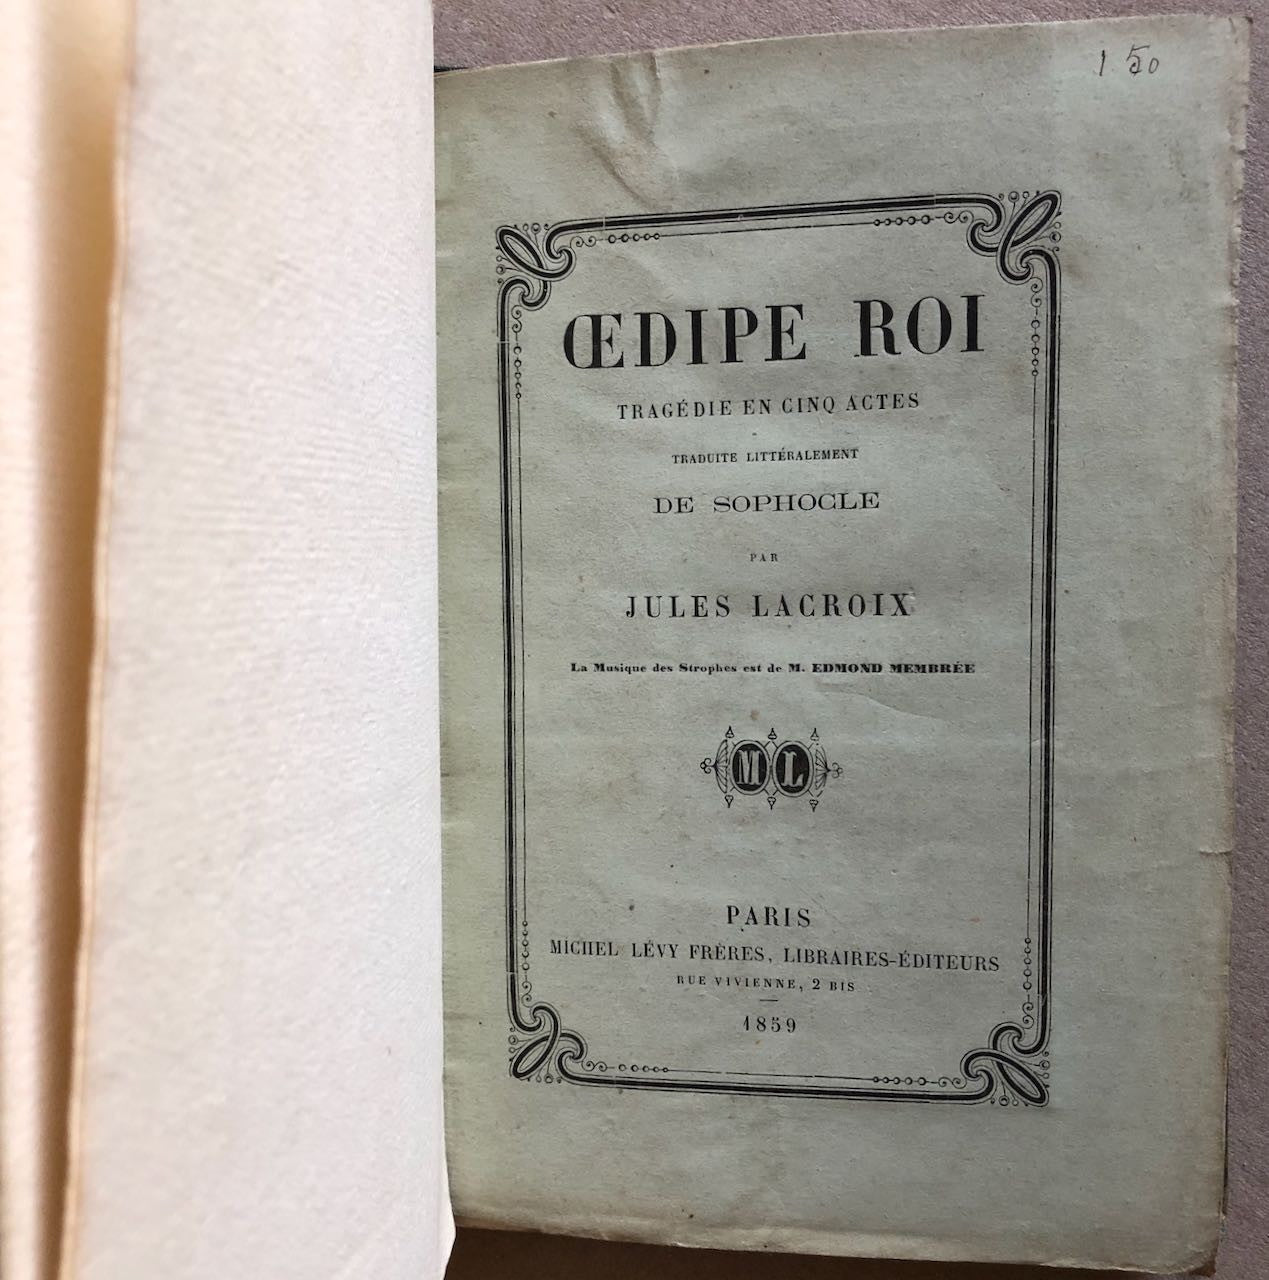 1 50
ŒDIPE ROI
TRAGÉDIE EN CINQ ACTES
TRADUITE LITTÉRALEMENT
DE SOPHOCLE
PAR
JULES LACROIX
La Musique des Strophes est de M. EDMOND MEMBRÉE
ML
PARIS
MICHEL LÉVY FRÈRES, LIBRAIRES-ÉDITEURS
RUE VIVIENNE, 2 BIS
1859